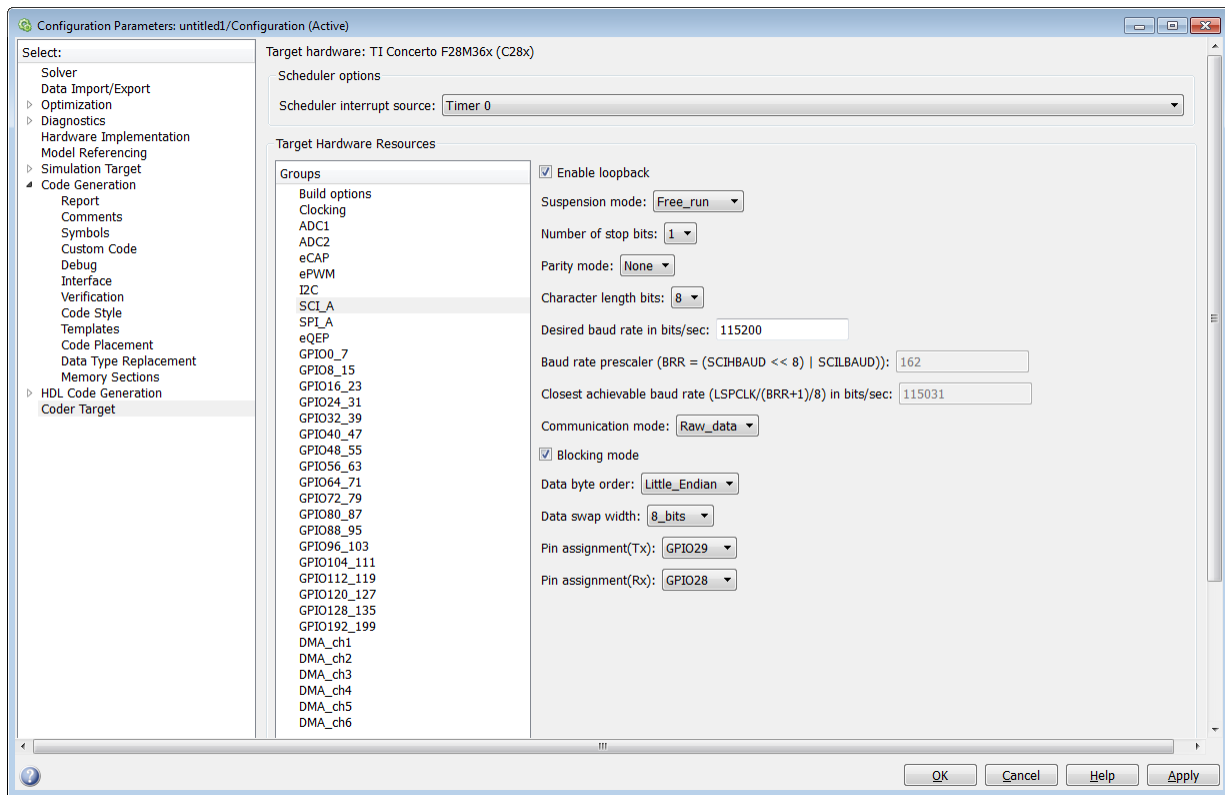 Configuration Parameters: untitled1/Configuration (Active)
Select:
Solver
Data Import/Export
Optimization
Diagnostics
Hardware Implementation
Model Referencing
Simulation Target
Code Generation
Report
Comments
Symbols
Custom Code
Debug
Interface
Verification
Code Style
Templates
Code Placement
Data Type Replacement
Memory Sections
HDL Code Generation
Coder Target
Target hardware: TI Concerto F28M36x (C28x)
Scheduler options
Scheduler interrupt source: Timer 0
Target Hardware Resources
Groups
Build options
Clocking
ADC1
ADC2
eCAP
ePWM
I2C
SCI_A
SPI_A
eQEP
GPIO0_7
GPIO8_15
GPIO16_23
GPIO24_31
GPIO32_39
GPIO40_47
GPIO48_55
GPIO56_63
GPIO64_71
GPIO72_79
GPIO80_87
GPIO88_95
GPIO96_103
GPIO104_111
GPIO112_119
GPIO120_127
GPIO128_135
GPIO192_199
DMA_ch1
DMA_ch2
DMA_ch3
DMA_ch4
DMA_ch5
DMA_ch6
Enable loopback
Suspension mode: Free_run
Number of stop bits: 1
Parity mode: None
Character length bits: 8
Desired baud rate in bits/sec: 115200
Baud rate prescaler (BRR = (SCIHBAUD << 8) | SCILBAUD)): 162
Closest achievable baud rate (LSPCLK/(BRR+1)/8) in bits/sec: 115031
Communication mode: Raw_data
Blocking mode
Data byte order: Little_Endian
Data swap width: 8_bits
Pin assignment(Tx): GPIO29
Pin assignment(Rx): GPIO28
OK Cancel Help Apply